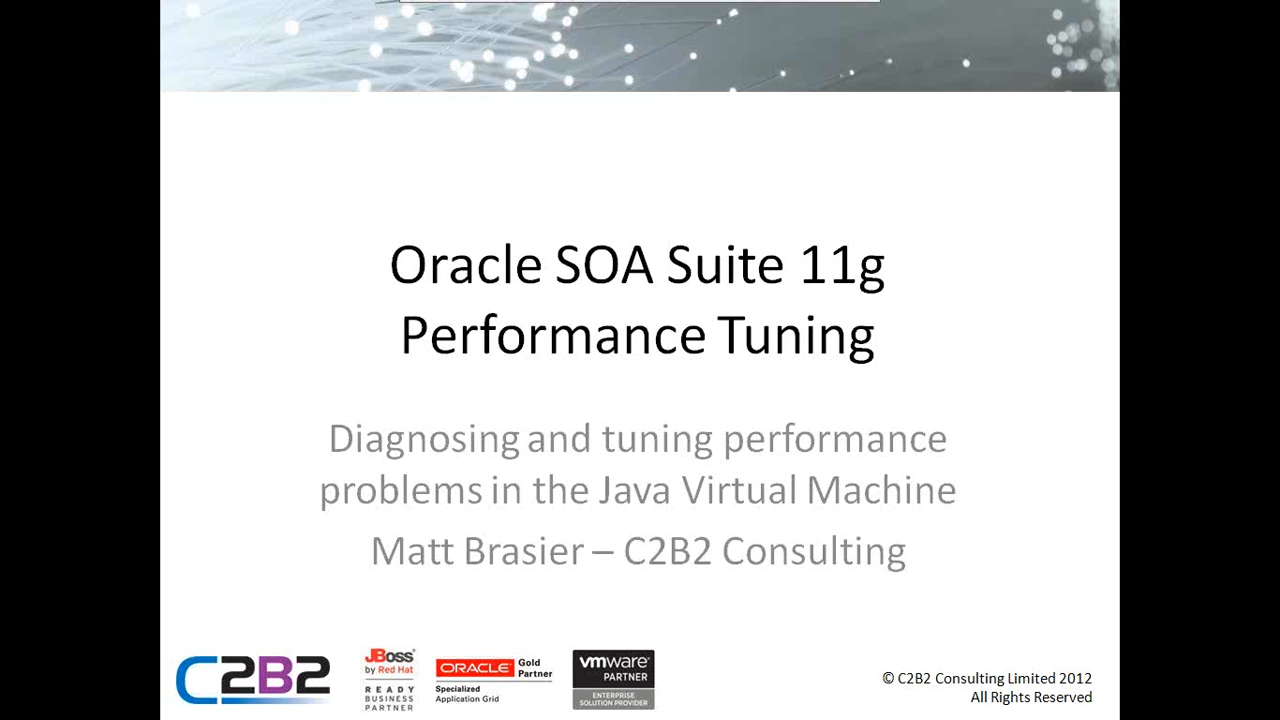 Oracle SOA Suite 11g
Performance Tuning
Diagnosing and tuning performance
problems in the Java Virtual Machine
Matt Brasier – C2B2 Consulting
C2B2
JBoss
by Red Hat
READY
BUSINESS
PARTNER
ORACLE Gold
Partner
Specialized
Application Grid
vmware
PARTNER
ENTERPRISE
SOLUTION PROVIDER
© C2B2 Consulting Limited 2012
All Rights Reserved